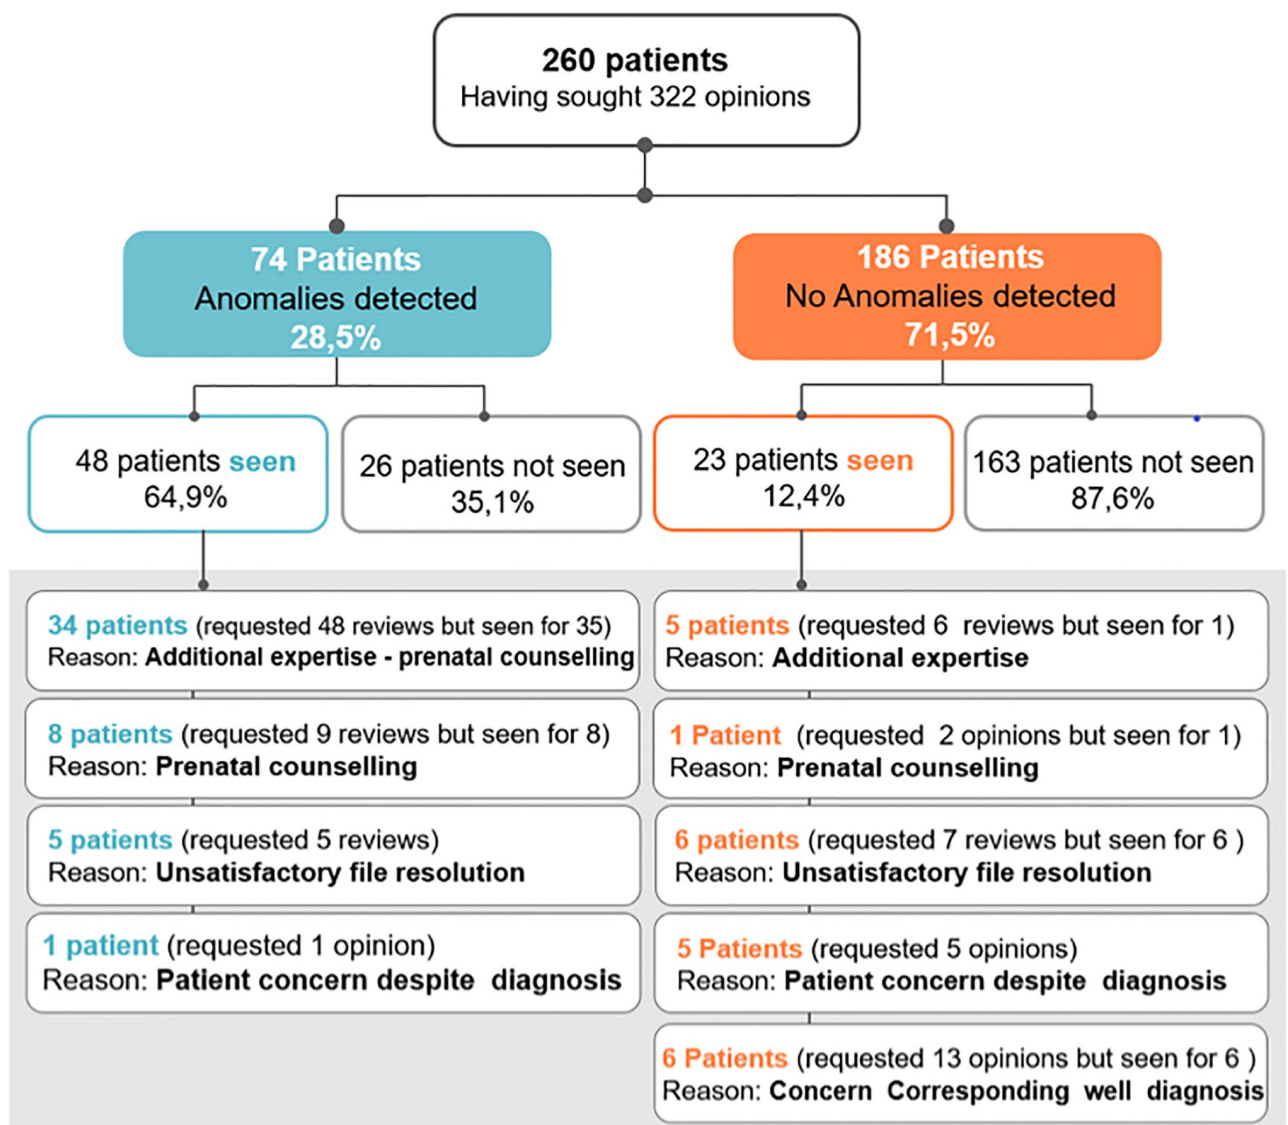 260 patients
Having sought 322 opinions
74 Patients
Anomalies detected
28,5%
186 Patients
No Anomalies detected
71,5%
48 patients seen
64,9%
26 patients not seen
35,1%
23 patients seen
12,4%
163 patients not seen
87,6%
34 patients (requested 48 reviews but seen for 35)
Reason: Additional expertise - prenatal counselling
8 patients (requested 9 reviews but seen for 8)
Reason: Prenatal counselling
5 patients (requested 5 reviews)
Reason: Unsatisfactory file resolution
1 patient (requested 1 opinion)
Reason: Patient concern despite diagnosis
5 patients (requested 6 reviews but seen for 1)
Reason: Additional expertise
1 Patient (requested 2 opinions but seen for 1)
Reason: Prenatal counselling
6 patients (requested 7 reviews but seen for 6 )
Reason: Unsatisfactory file resolution
5 Patients (requested 5 opinions)
Reason: Patient concern despite diagnosis
6 Patients (requested 13 opinions but seen for 6 )
Reason: Concern Corresponding well diagnosis